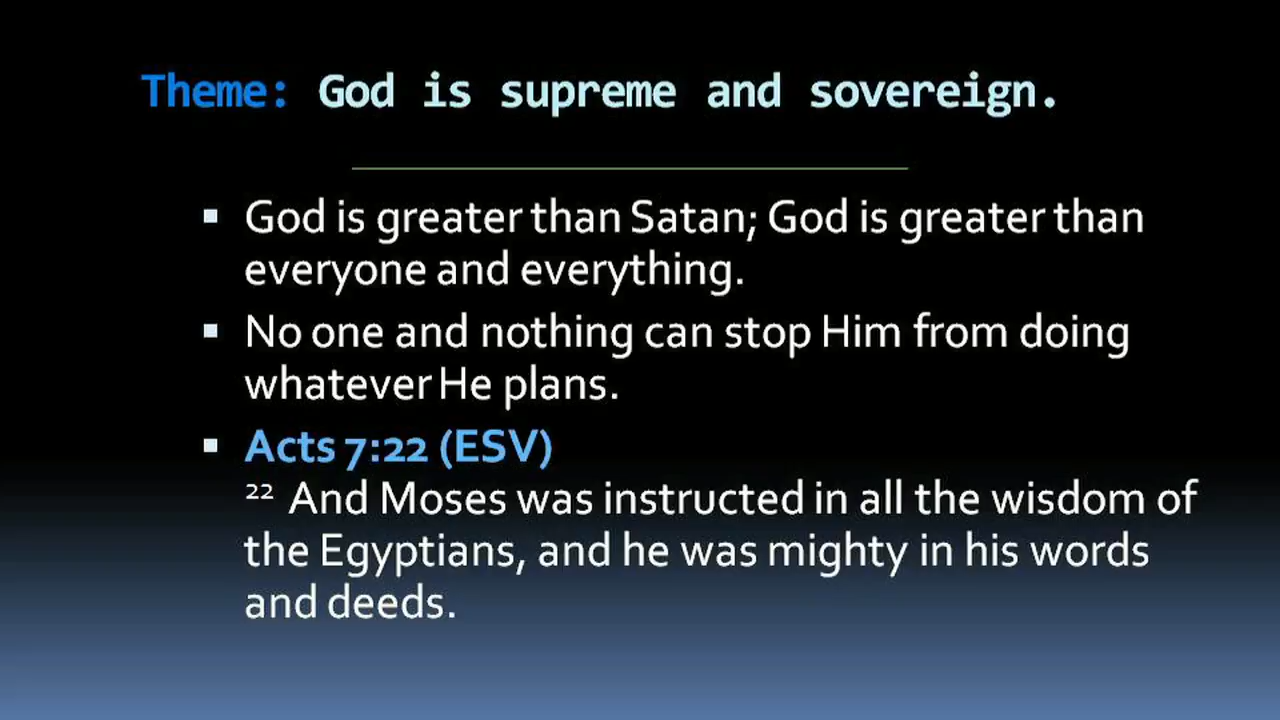 Theme: God is supreme and sovereign.
God is greater than Satan; God is greater than
everyone and everything.
No one and nothing can stop Him from doing
whatever He plans.
Acts 7:22 (ESV)
22 And Moses was instructed in all the wisdom of
the Egyptians, and he was mighty in his words
and deeds.